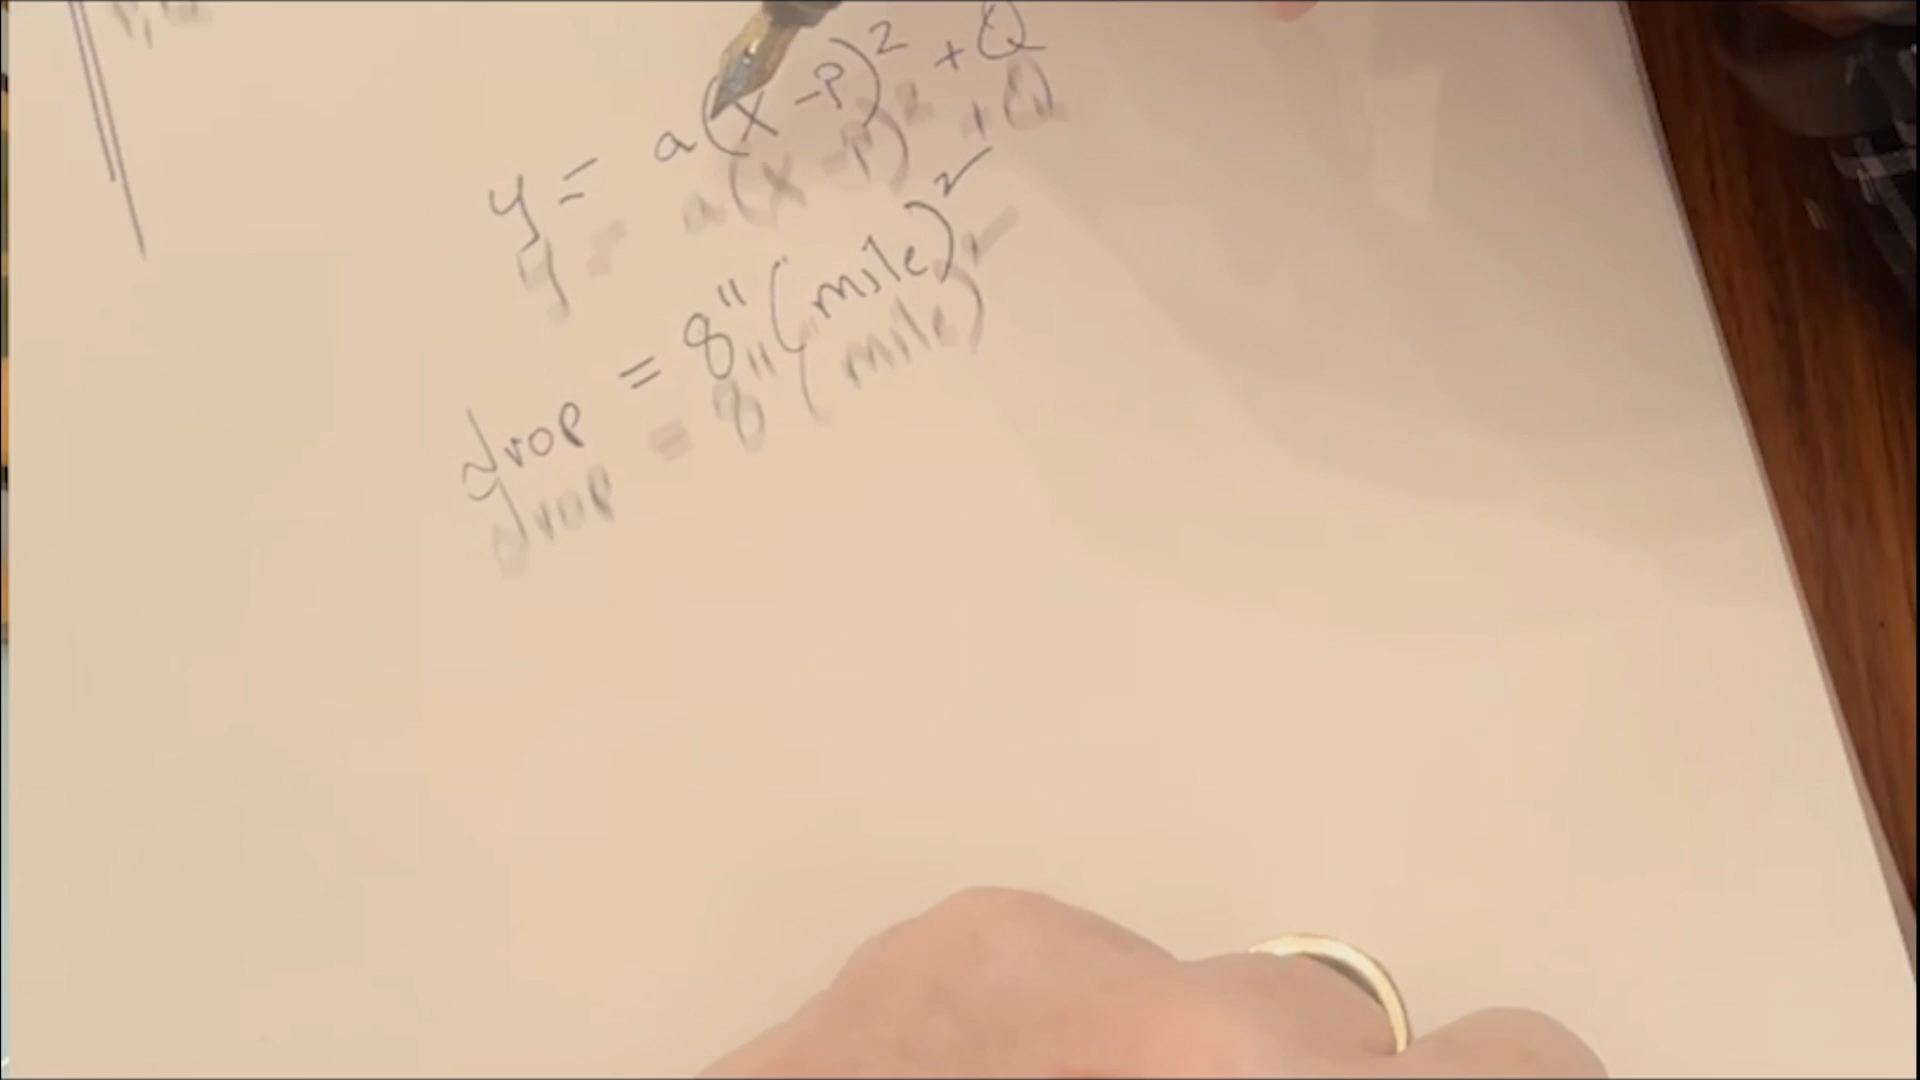 y = a(x - P)² + Q
drop = 8"(mile)²